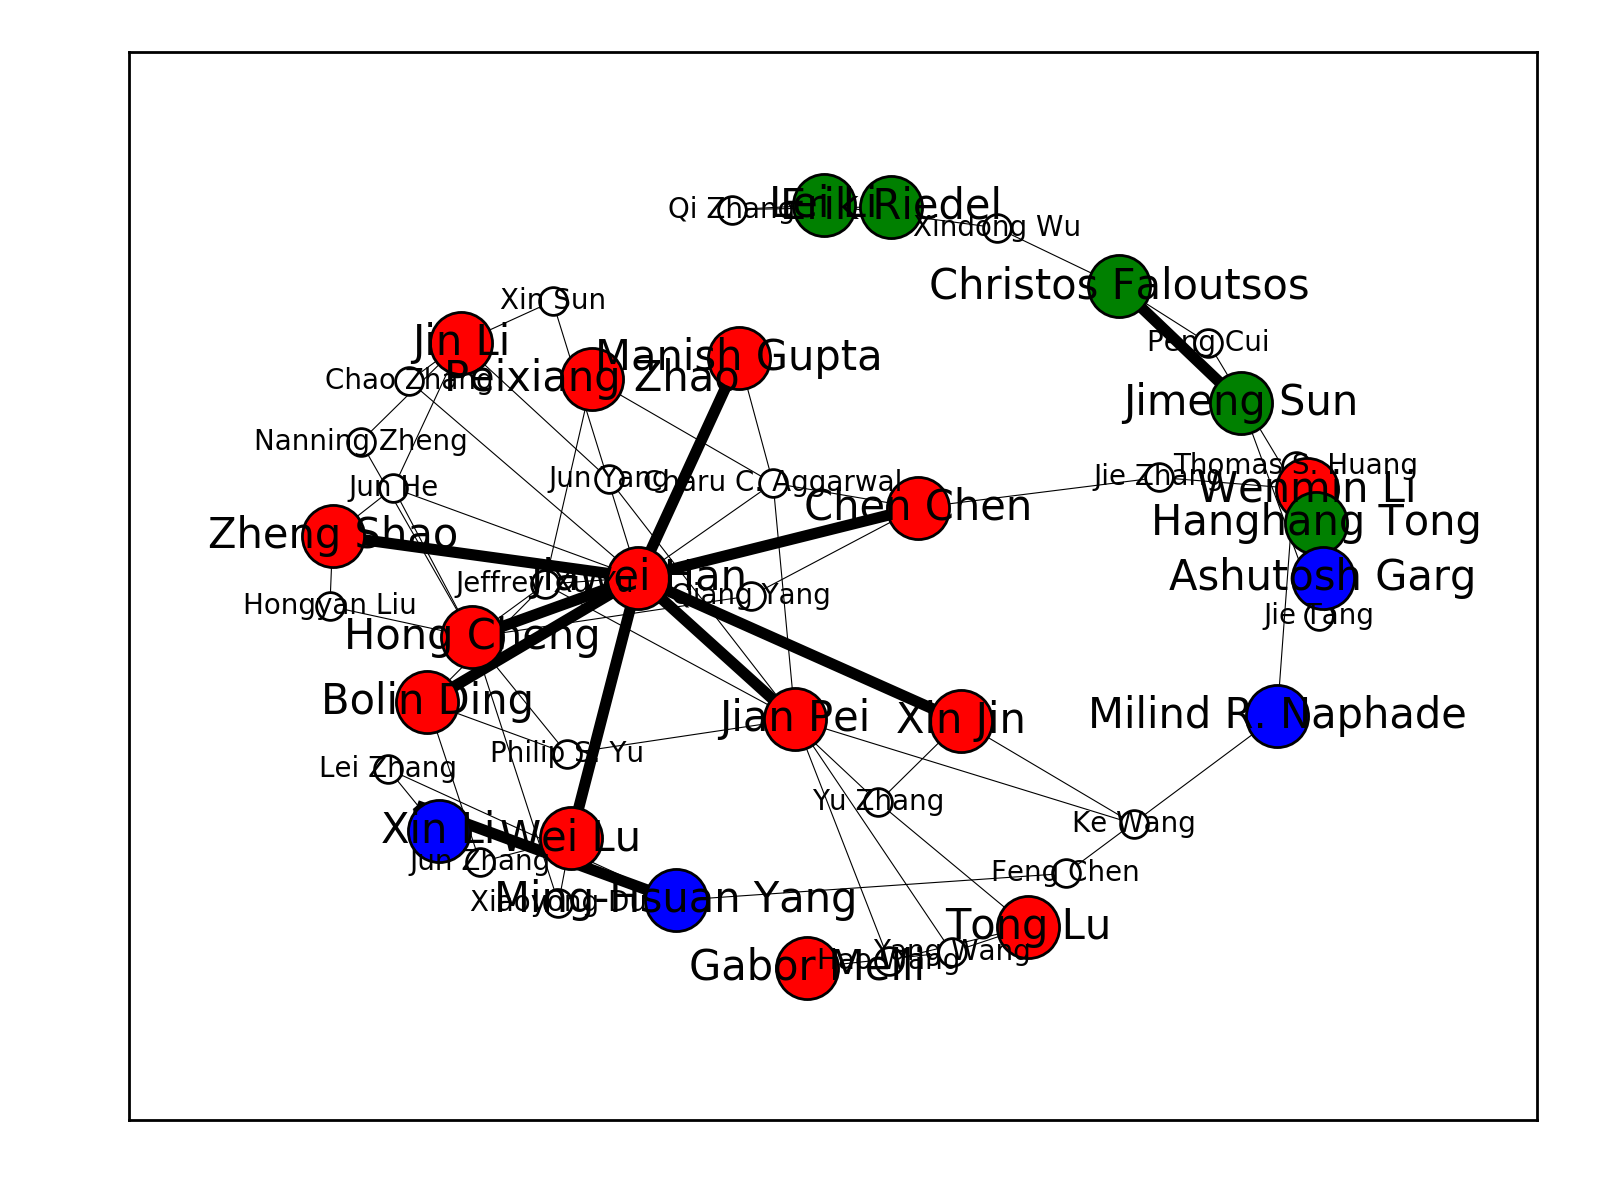 Qi Zhang
Lei Li
Erik Riedel
Xindong Wu
Christos Faloutsos
Xin Sun
Jin Li
Peng Cui
Manish Gupta
Chao Zhang
Peixiang Zhao
Jimeng Sun
Nanning Zheng
Thomas S. Huang
Jun He
Jun Yang
Charu C. Aggarwal
Jie Zhang
Wenmin Li
Chen Chen
Hanghang Tong
Zheng Shao
Jeffrey Xu Yu
Jiawei Han
Ashutosh Garg
Hongyan Liu
Qiang Yang
Jie Tang
Hong Cheng
Bolin Ding
Jian Pei
Xin Jin
Milind R. Naphade
Philip S. Yu
Lei Zhang
Yu Zhang
Ke Wang
Xin Li
Wei Lu
Jun Zhang
Feng Chen
Xiaoyong Du
Ming-Hsuan Yang
Tong Lu
Yang Wang
Gabor Melli
Wang